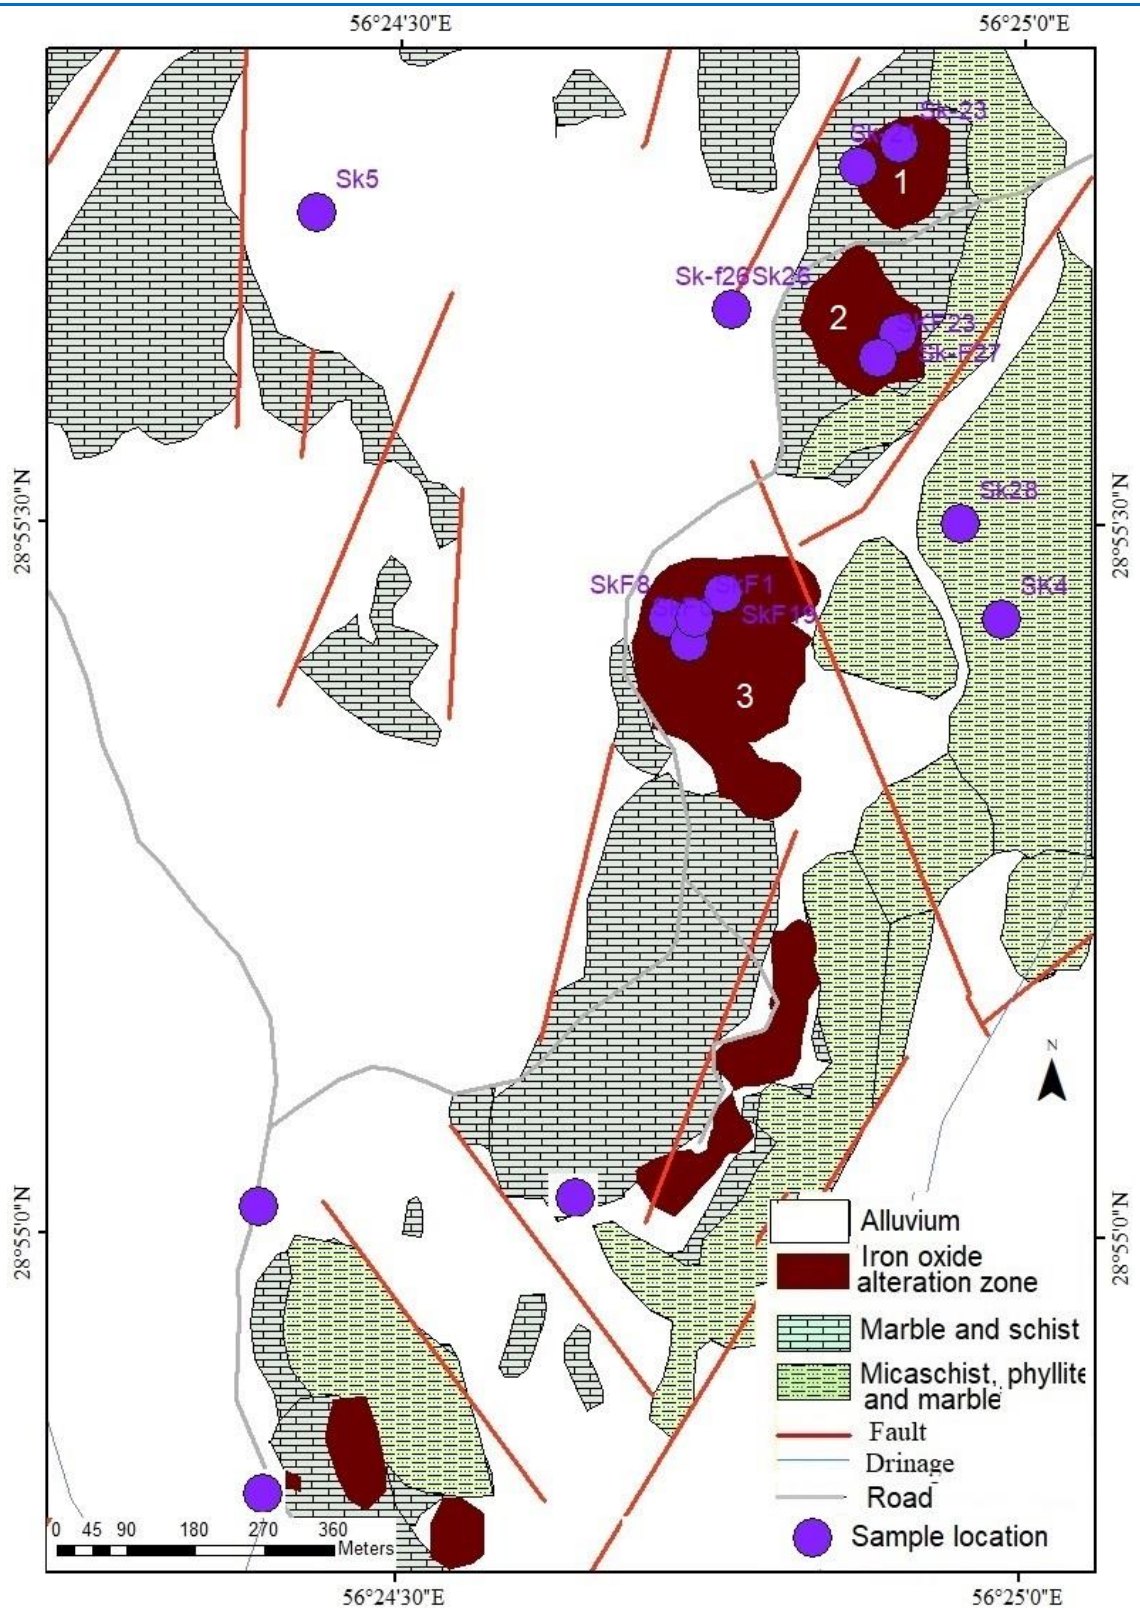 56°24'30"E
56°25'0"E
Sk-23
Sk5
1
Sk-f26
Sk26
2
SkF23
Sk-F27
28°55'30"N
28°55'30"N
Sk28
SkF8
SkF1
SK4
SkF19
3
N
28°55'0"N
28°55'0"N
Alluvium
Iron oxide
alteration zone
Marble and schist
Micaschist, phyllite
and marble
Fault
Drinage
Road
Sample location
0 45 90 180 270 360
Meters
56°24'30"E
56°25'0"E